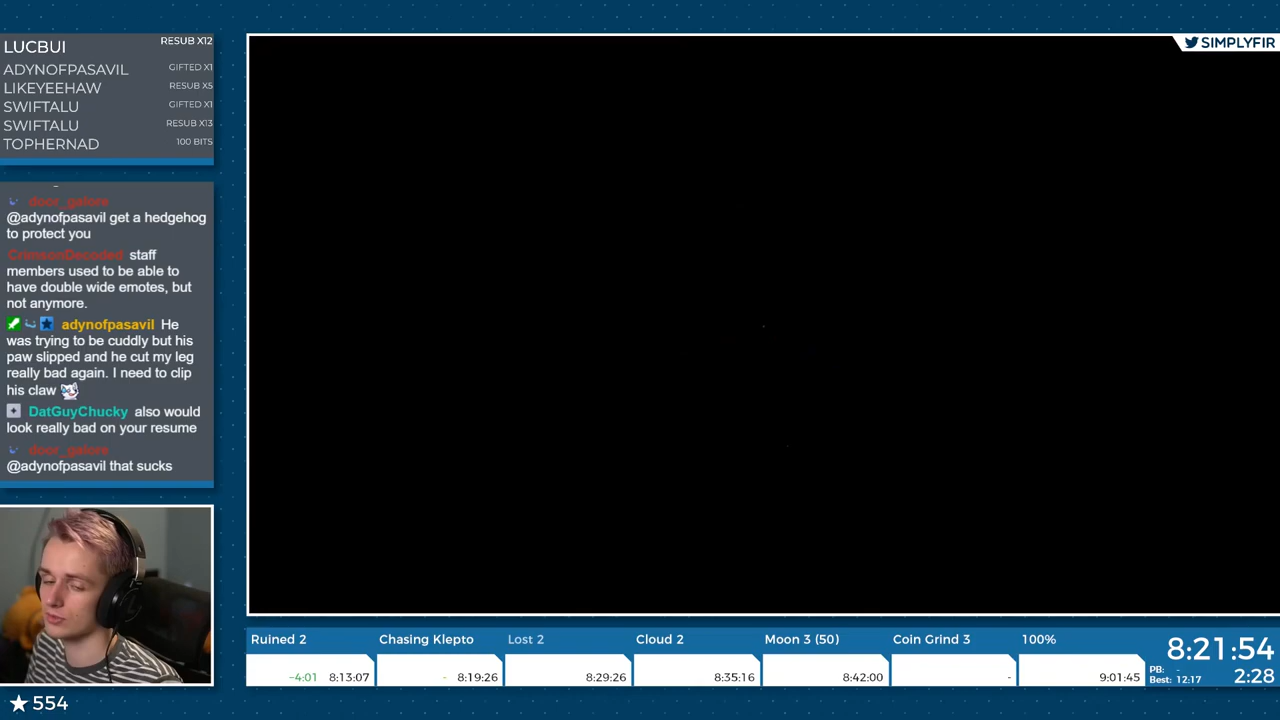 LUCBUI RESUB X12
ADYNOFPASAVIL GIFTED X1
LIKEYEEHAW RESUB X5
SWIFTALU GIFTED X1
SWIFTALU RESUB X13
TOPHERNAD 100 BITS
door_galore
@adynofpasavil get a hedgehog
to protect you
CrimsonDecoded staff
members used to be able to
have double wide emotes, but
not anymore.
adynofpasavil He
was trying to be cuddly but his
paw slipped and he cut my leg
really bad again. I need to clip
his claw
DatGuyChucky also would
look really bad on your resume
door_galore
@adynofpasavil that sucks
SIMPLYFIR
Ruined 2 Chasing Klepto Lost 2 Cloud 2 Moon 3 (50) Coin Grind 3 100%
-4:01 8:13:07 - 8:19:26 8:29:26 8:35:16 8:42:00 - 9:01:45
8:21:54
PB: -
Best: 12:17 2:28
★ 554